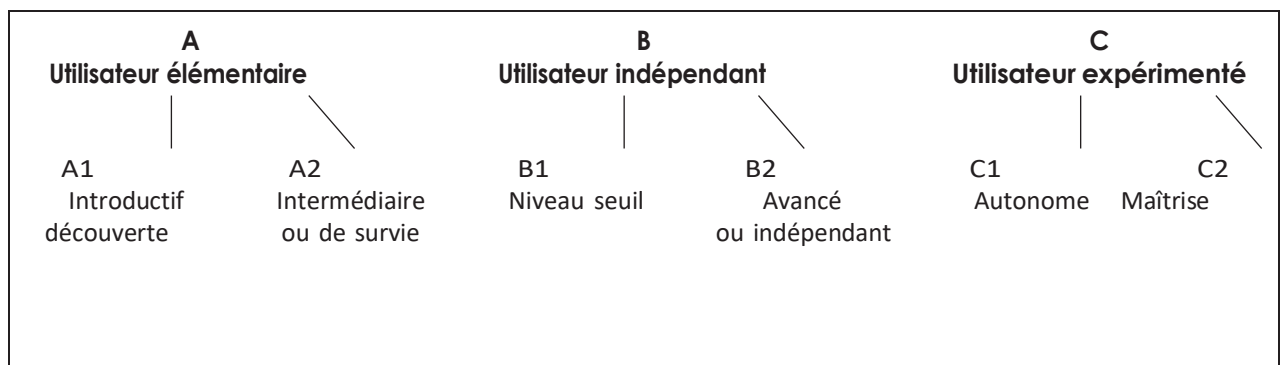 A B C
Utilisateur élémentaire Utilisateur indépendant Utilisateur expérimenté
A1 A2 B1 B2 C1 C2
Introductif Intermédiaire Niveau seuil Avancé Autonome Maîtrise
découverte ou de survie ou indépendant